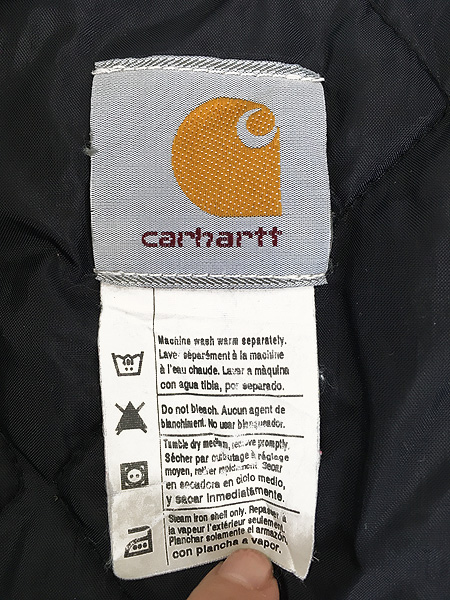 carhartt
Machine wash warm separately.
Laver séparément à la machine
à l'eau chaude. Lavar a màquina
con agua tibia, por separado.
Do not bleach. Aucun agent de
blanchiment. No usar blanqueador.
Tumble dry medium, remove promptly.
Sécher par culbutage à réglage
moyen, retirer rapidement. Secar
en secadora en ciclo medio,
y sacar inmediatamente.
Steam iron shell only. Repasser à
la vapeur l'extérieur seulement.
Planchar solamente el armazón
con plancha a vapor.